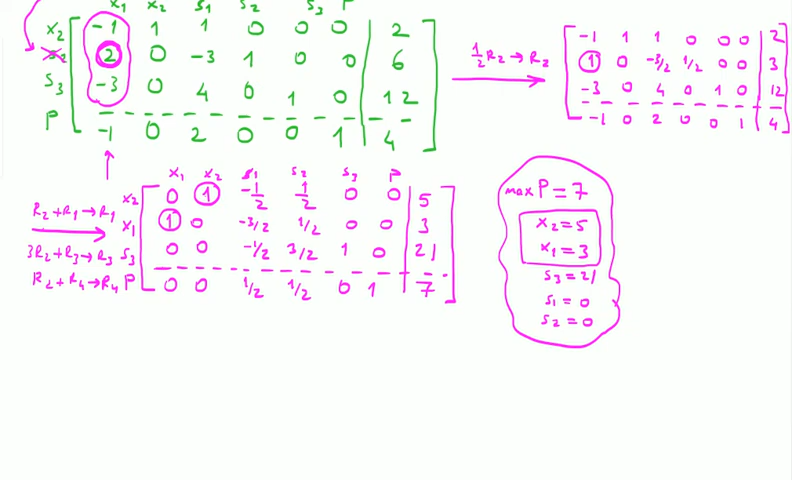 x₁ x₂ s₁ s₂ s₃ P
x₂ -1 1 1 0 0 0 | 2
s₂ 2 0 -3 1 0 0 | 6
s₃ -3 0 4 0 1 0 | 12
P -1 0 2 0 0 1 | 4
½R₂→R₂
-1 1 1 0 0 0 | 2
1 0 -3/2 1/2 0 0 | 3
-3 0 4 0 1 0 | 12
-1 0 2 0 0 1 | 4
R₂+R₁→R₁
3R₂+R₃→R₃
R₂+R₄→R₄
x₁ x₂ s₁ s₂ s₃ P
x₂ 0 1 -1/2 1/2 0 0 | 5
x₁ 1 0 -3/2 1/2 0 0 | 3
s₃ 0 0 -1/2 3/2 1 0 | 21
P 0 0 1/2 1/2 0 1 | 7
max P = 7
x₂ = 5
x₁ = 3
s₃ = 21
s₁ = 0
s₂ = 0